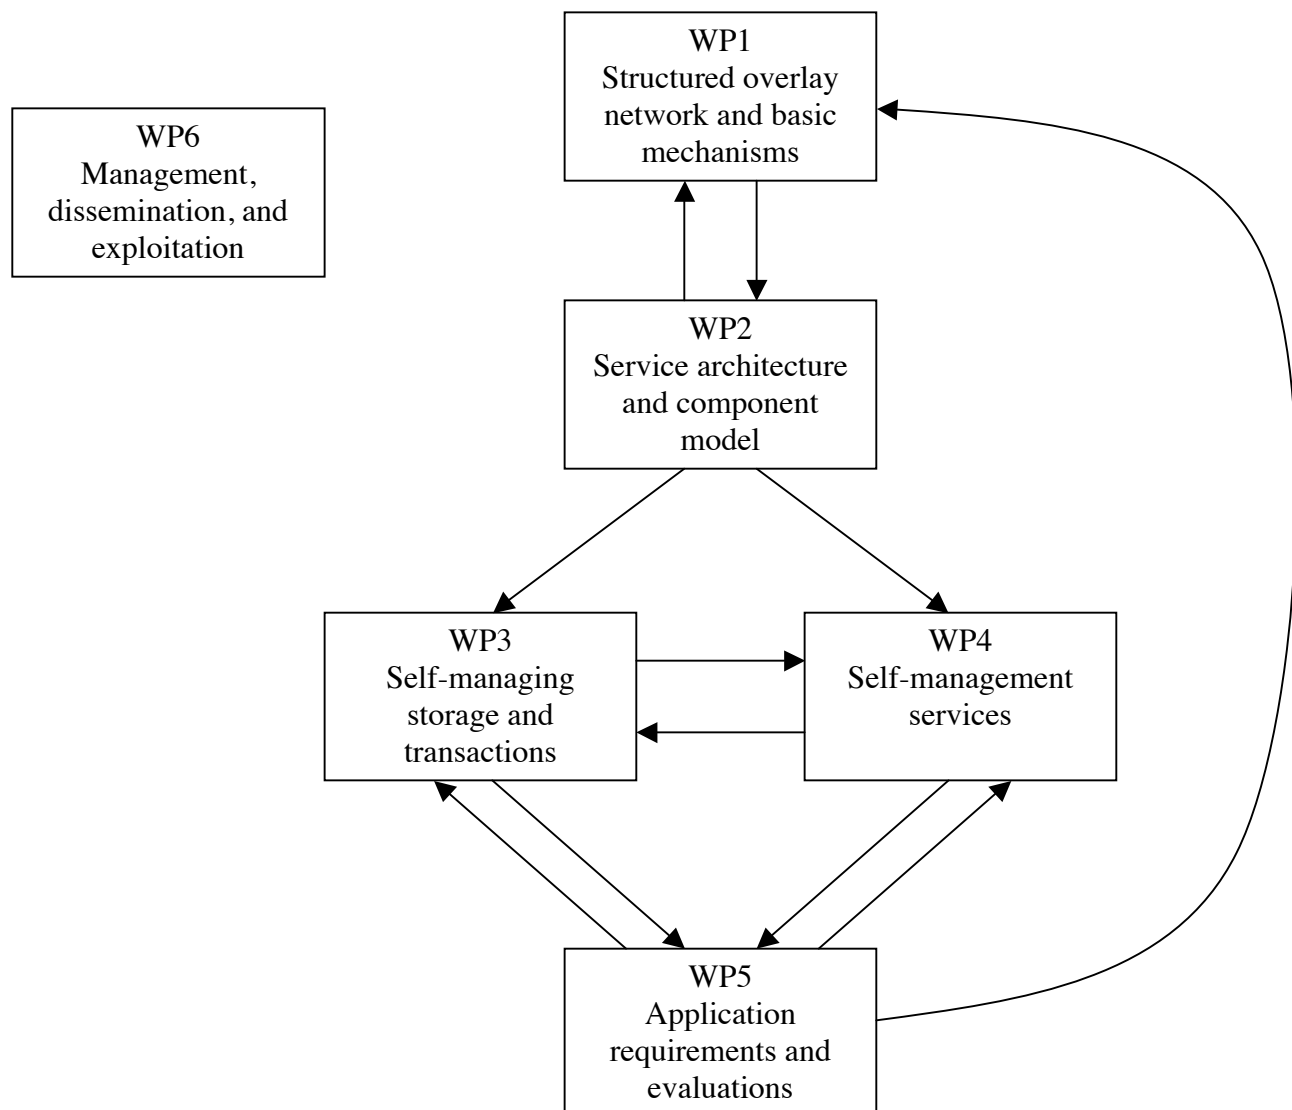 WP1
Structured overlay
network and basic
mechanisms
WP6
Management,
dissemination, and
exploitation
WP2
Service architecture
and component
model
WP3
Self-managing
storage and
transactions
WP4
Self-management
services
WP5
Application
requirements and
evaluations